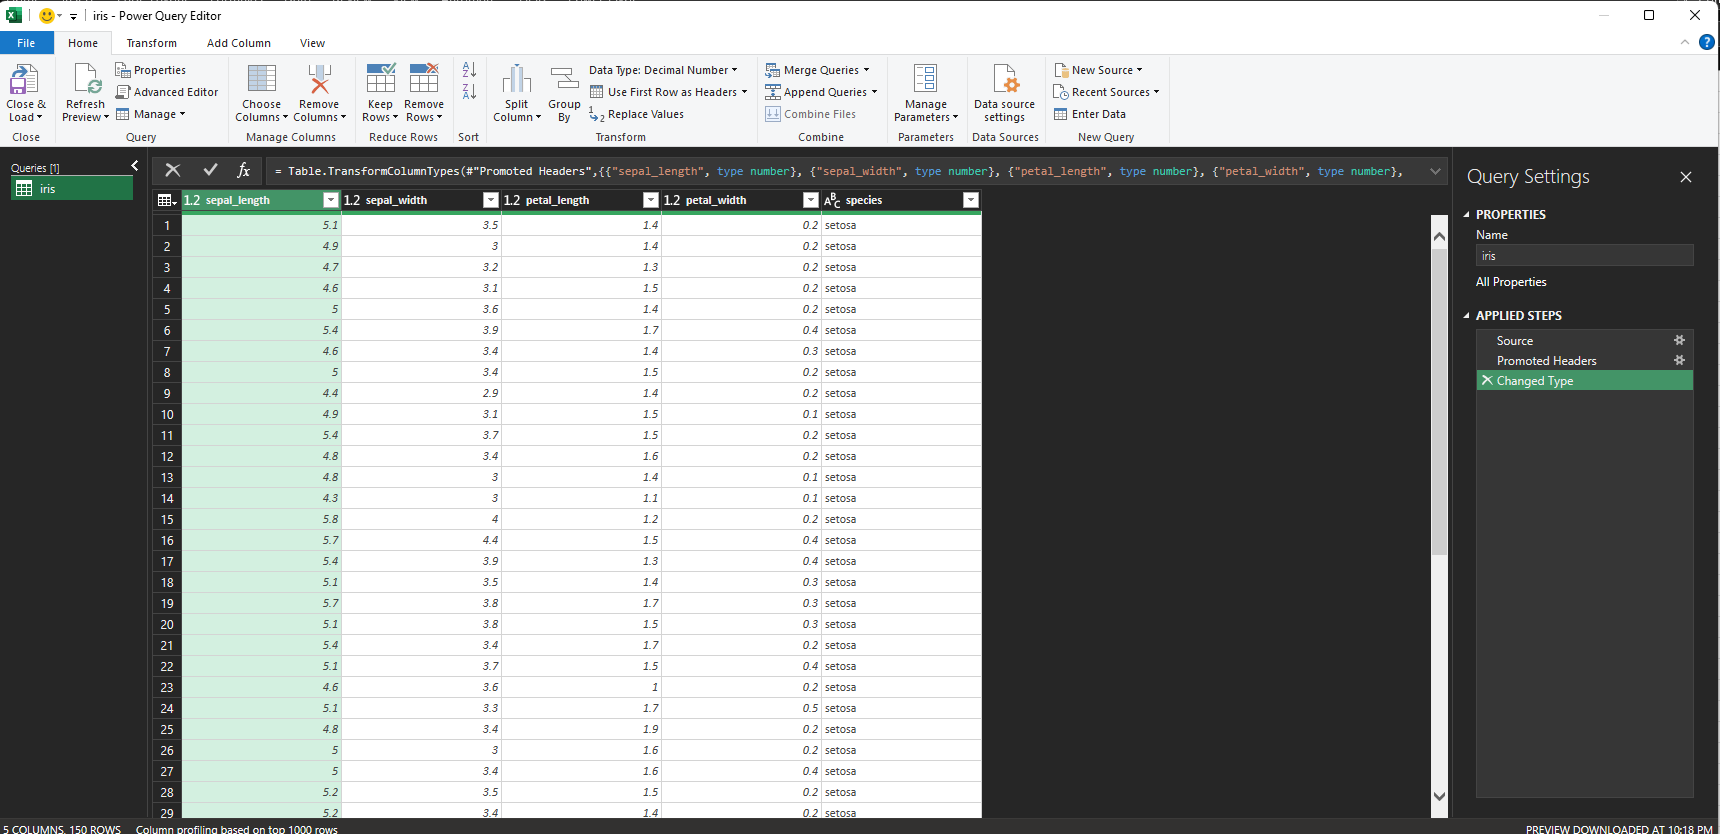 iris - Power Query Editor
File Home Transform Add Column View
Close & Load
Close
Refresh Preview
Properties
Advanced Editor
Manage
Query
Choose Columns
Remove Columns
Manage Columns
Keep Rows
Remove Rows
Reduce Rows
Sort
Split Column
Group By
Data Type: Decimal Number
Use First Row as Headers
Replace Values
Transform
Merge Queries
Append Queries
Combine Files
Combine
Manage Parameters
Parameters
Data source settings
Data Sources
New Source
Recent Sources
Enter Data
New Query
Queries [1]
iris
fx = Table.TransformColumnTypes(#"Promoted Headers",{{"sepal_length", type number}, {"sepal_width", type number}, {"petal_length", type number}, {"petal_width", type number},
1.2 sepal_length 1.2 sepal_width 1.2 petal_length 1.2 petal_width ABC species
1 5.1 3.5 1.4 0.2 setosa
2 4.9 3 1.4 0.2 setosa
3 4.7 3.2 1.3 0.2 setosa
4 4.6 3.1 1.5 0.2 setosa
5 5 3.6 1.4 0.2 setosa
6 5.4 3.9 1.7 0.4 setosa
7 4.6 3.4 1.4 0.3 setosa
8 5 3.4 1.5 0.2 setosa
9 4.4 2.9 1.4 0.2 setosa
10 4.9 3.1 1.5 0.1 setosa
11 5.4 3.7 1.5 0.2 setosa
12 4.8 3.4 1.6 0.2 setosa
13 4.8 3 1.4 0.1 setosa
14 4.3 3 1.1 0.1 setosa
15 5.8 4 1.2 0.2 setosa
16 5.7 4.4 1.5 0.4 setosa
17 5.4 3.9 1.3 0.4 setosa
18 5.1 3.5 1.4 0.3 setosa
19 5.7 3.8 1.7 0.3 setosa
20 5.1 3.8 1.5 0.3 setosa
21 5.4 3.4 1.7 0.2 setosa
22 5.1 3.7 1.5 0.4 setosa
23 4.6 3.6 1 0.2 setosa
24 5.1 3.3 1.7 0.5 setosa
25 4.8 3.4 1.9 0.2 setosa
26 5 3 1.6 0.2 setosa
27 5 3.4 1.6 0.4 setosa
28 5.2 3.5 1.5 0.2 setosa
29 5.2 3.4 1.4 0.2 setosa
Query Settings
PROPERTIES
Name
iris
All Properties
APPLIED STEPS
Source
Promoted Headers
Changed Type
5 COLUMNS, 150 ROWS Column profiling based on top 1000 rows
PREVIEW DOWNLOADED AT 10:18 PM